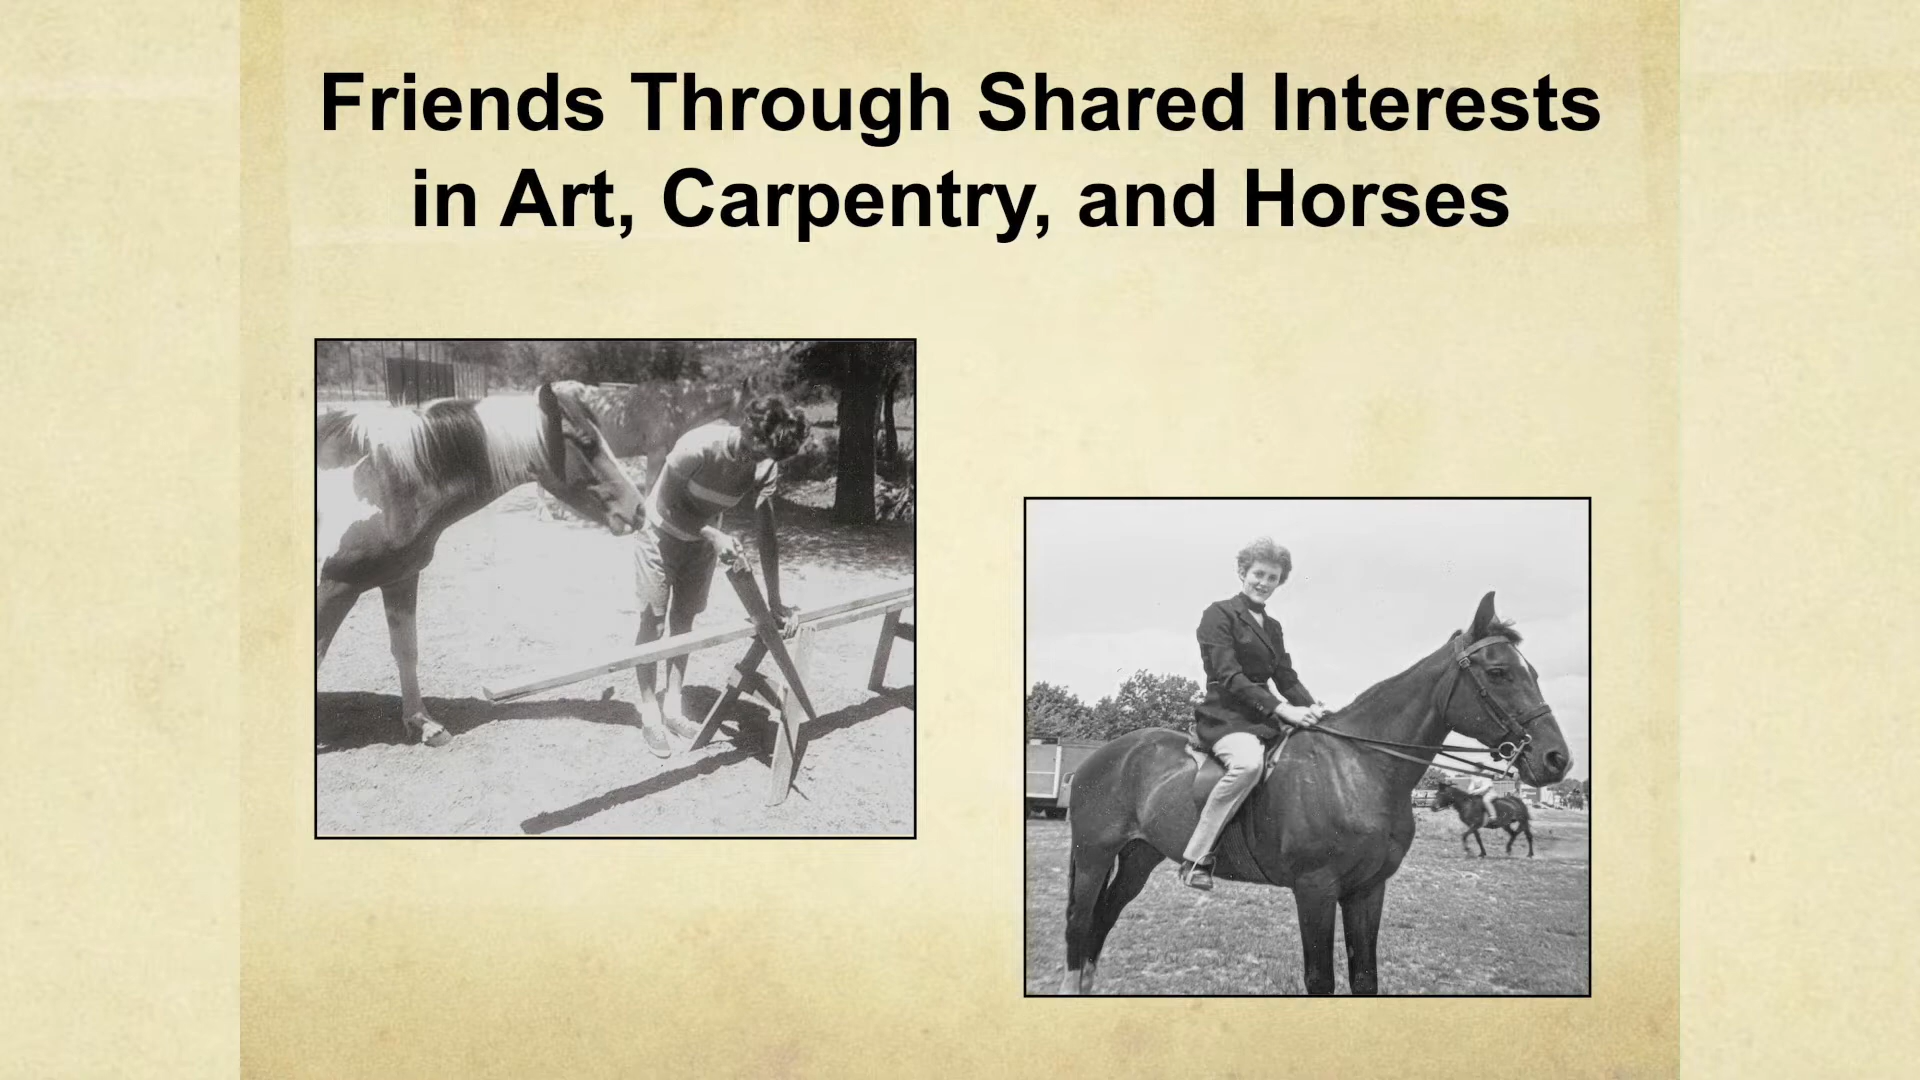 Friends Through Shared Interests
in Art, Carpentry, and Horses